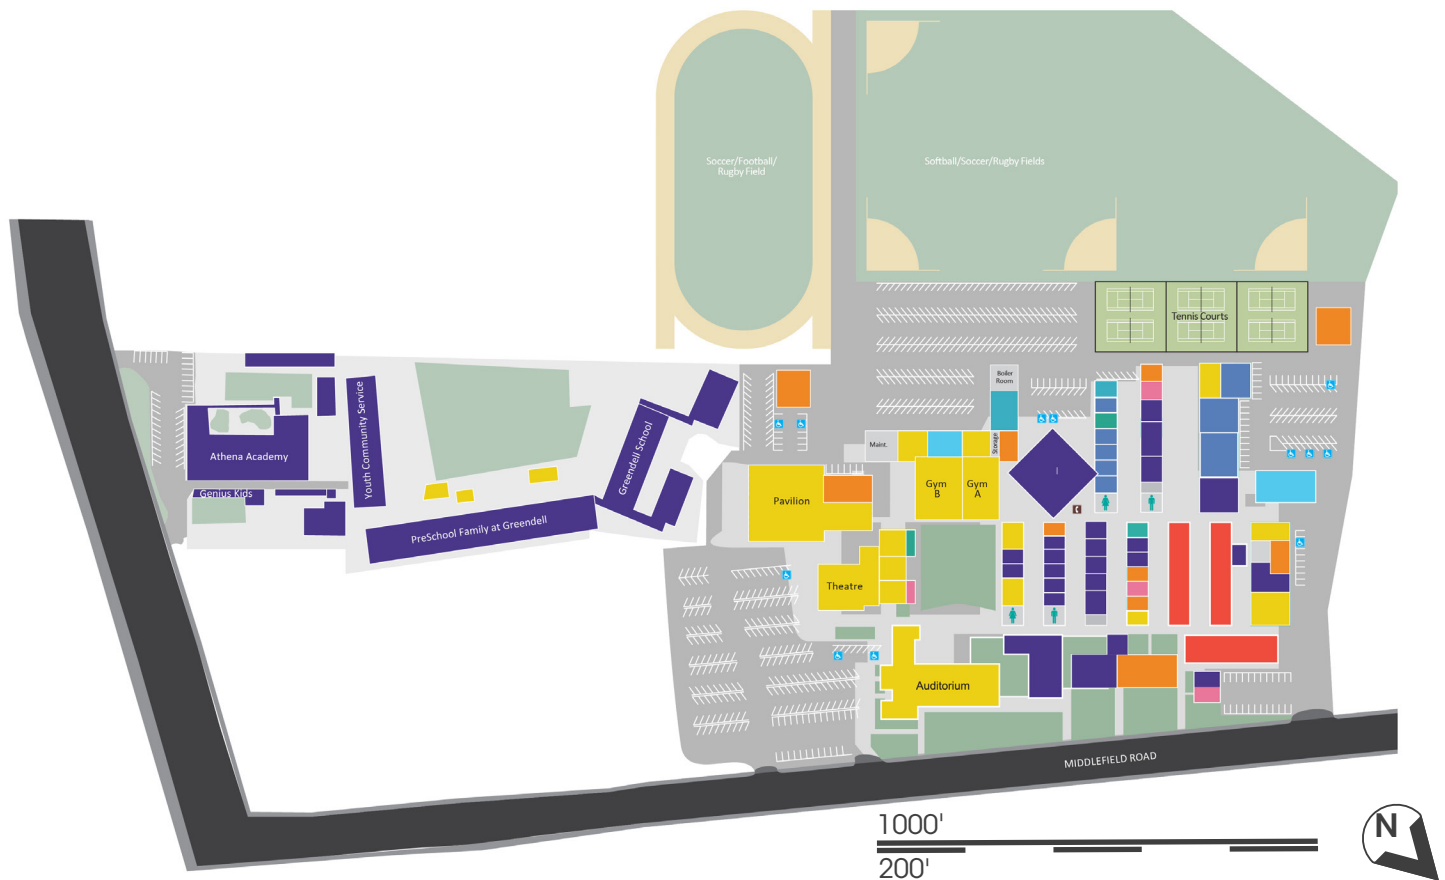 Soccer/Football/
Rugby Field
Softball/Soccer/Rugby Fields
Tennis Courts
Boiler
Room
Maint.
Storage
Gym
B
Gym
A
I
Pavilion
Theatre
Auditorium
Athena Academy
Genius Kids
Youth Community Service
PreSchool Family at Greendell
Greendell School
MIDDLEFIELD ROAD
1000'
200'
N